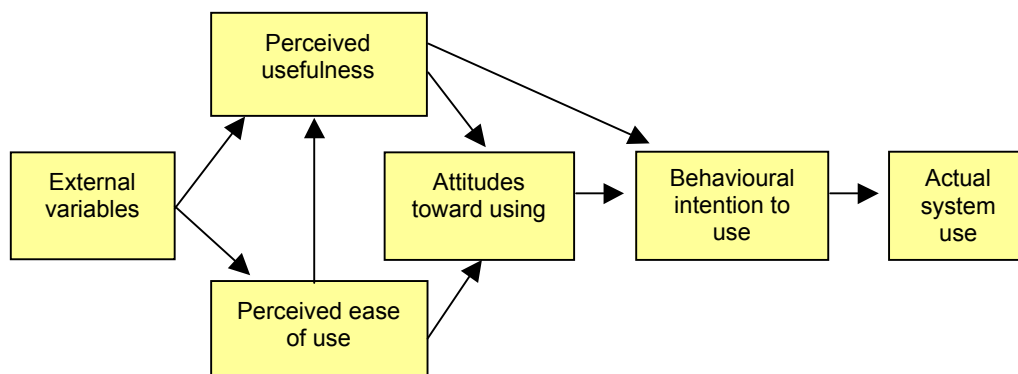 Perceived
usefulness
External
variables
Attitudes
toward using
Behavioural
intention to
use
Actual
system
use
Perceived ease
of use